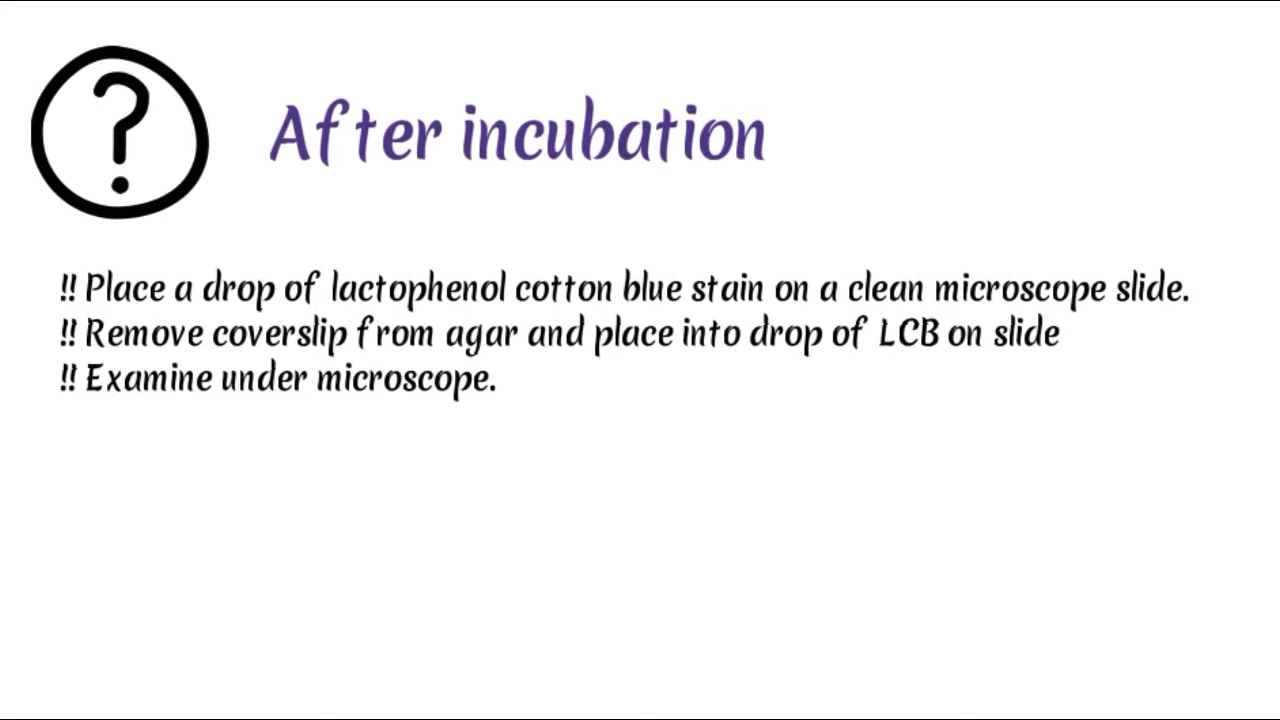 ?
After incubation
!! Place a drop of lactophenol cotton blue stain on a clean microscope slide.
!! Remove coverslip from agar and place into drop of LCB on slide
!! Examine under microscope.